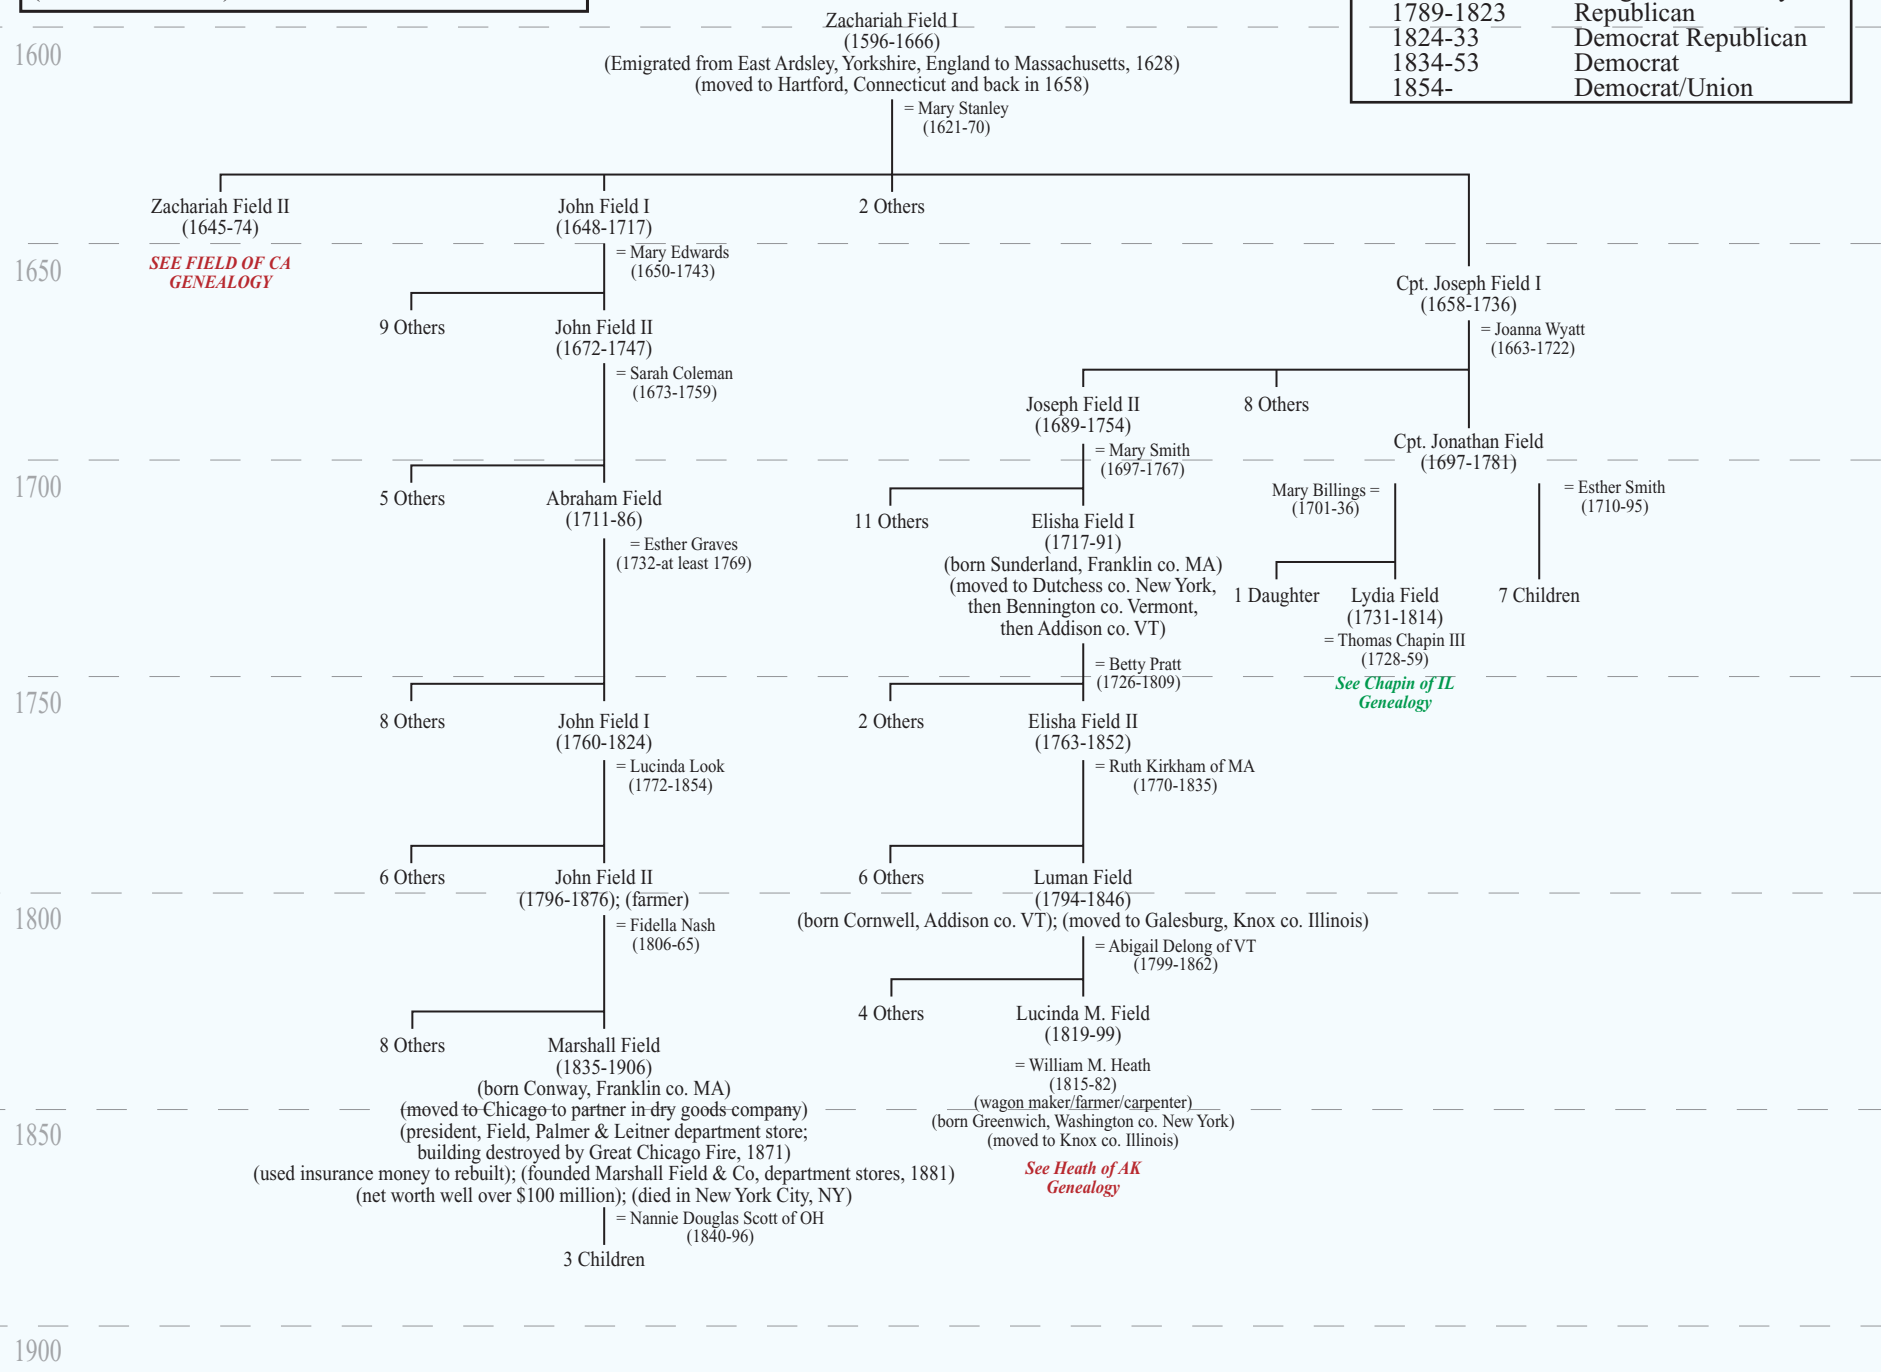 1789-1823 Republican
1824-33 Democrat Republican
1834-53 Democrat
1854- Democrat/Union
1600
Zachariah Field I
(1596-1666)
(Emigrated from East Ardsley, Yorkshire, England to Massachusetts, 1628)
(moved to Hartford, Connecticut and back in 1658)
= Mary Stanley
(1621-70)
Zachariah Field II
(1645-74)
SEE FIELD OF CA
GENEALOGY
John Field I
(1648-1717)
= Mary Edwards
(1650-1743)
2 Others
1650
Cpt. Joseph Field I
(1658-1736)
= Joanna Wyatt
(1663-1722)
9 Others
John Field II
(1672-1747)
= Sarah Coleman
(1673-1759)
Joseph Field II
(1689-1754)
= Mary Smith
(1697-1767)
8 Others
Cpt. Jonathan Field
(1697-1781)
Mary Billings =
(1701-36)
= Esther Smith
(1710-95)
1700
5 Others
Abraham Field
(1711-86)
= Esther Graves
(1732-at least 1769)
11 Others
Elisha Field I
(1717-91)
(born Sunderland, Franklin co. MA)
(moved to Dutchess co. New York,
then Bennington co. Vermont,
then Addison co. VT)
= Betty Pratt
(1726-1809)
1 Daughter
Lydia Field
(1731-1814)
= Thomas Chapin III
(1728-59)
See Chapin of IL
Genealogy
7 Children
1750
8 Others
John Field I
(1760-1824)
= Lucinda Look
(1772-1854)
2 Others
Elisha Field II
(1763-1852)
= Ruth Kirkham of MA
(1770-1835)
6 Others
John Field II
(1796-1876); (farmer)
= Fidella Nash
(1806-65)
6 Others
Luman Field
(1794-1846)
(born Cornwell, Addison co. VT); (moved to Galesburg, Knox co. Illinois)
= Abigail Delong of VT
(1799-1862)
1800
8 Others
Marshall Field
(1835-1906)
(born Conway, Franklin co. MA)
(moved to Chicago to partner in dry goods company)
(president, Field, Palmer & Leitner department store;
building destroyed by Great Chicago Fire, 1871)
(used insurance money to rebuilt); (founded Marshall Field & Co, department stores, 1881)
(net worth well over $100 million); (died in New York City, NY)
= Nannie Douglas Scott of OH
(1840-96)
3 Children
4 Others
Lucinda M. Field
(1819-99)
= William M. Heath
(1815-82)
(wagon maker/farmer/carpenter)
(born Greenwich, Washington co. New York)
(moved to Knox co. Illinois)
See Heath of AK
Genealogy
1850
1900